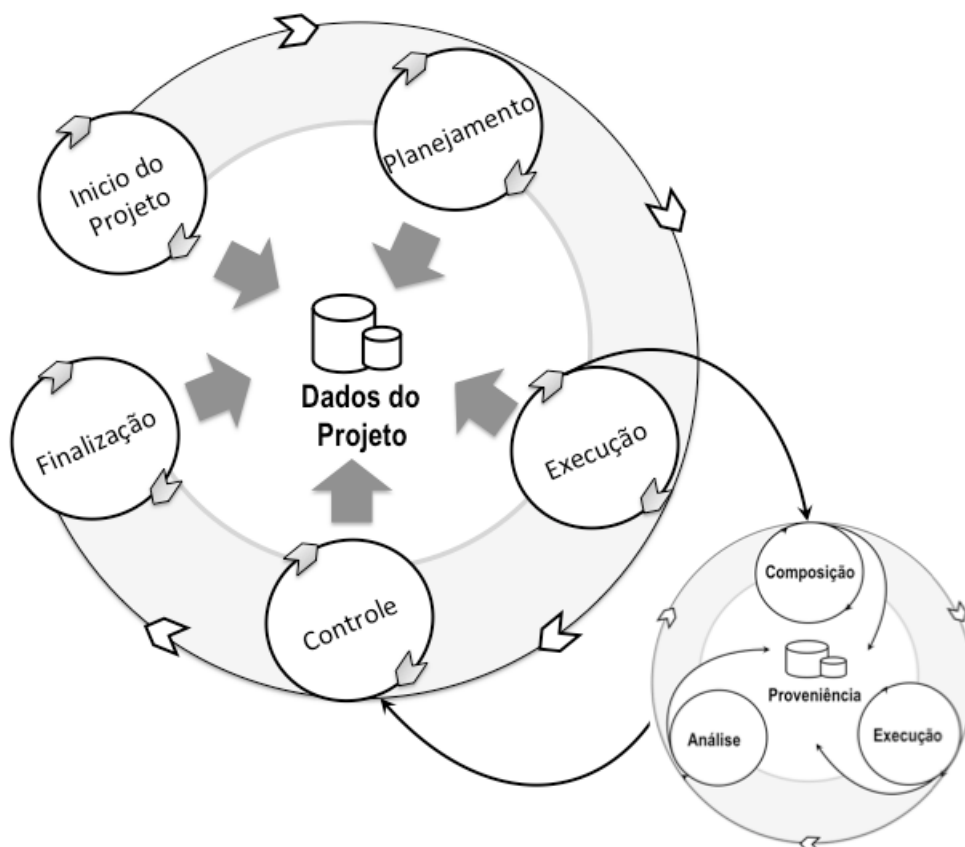 Inicio do
Projeto
Planejamento
Dados do
Projeto
Finalização
Execução
Controle
Composição
Proveniência
Análise
Execução